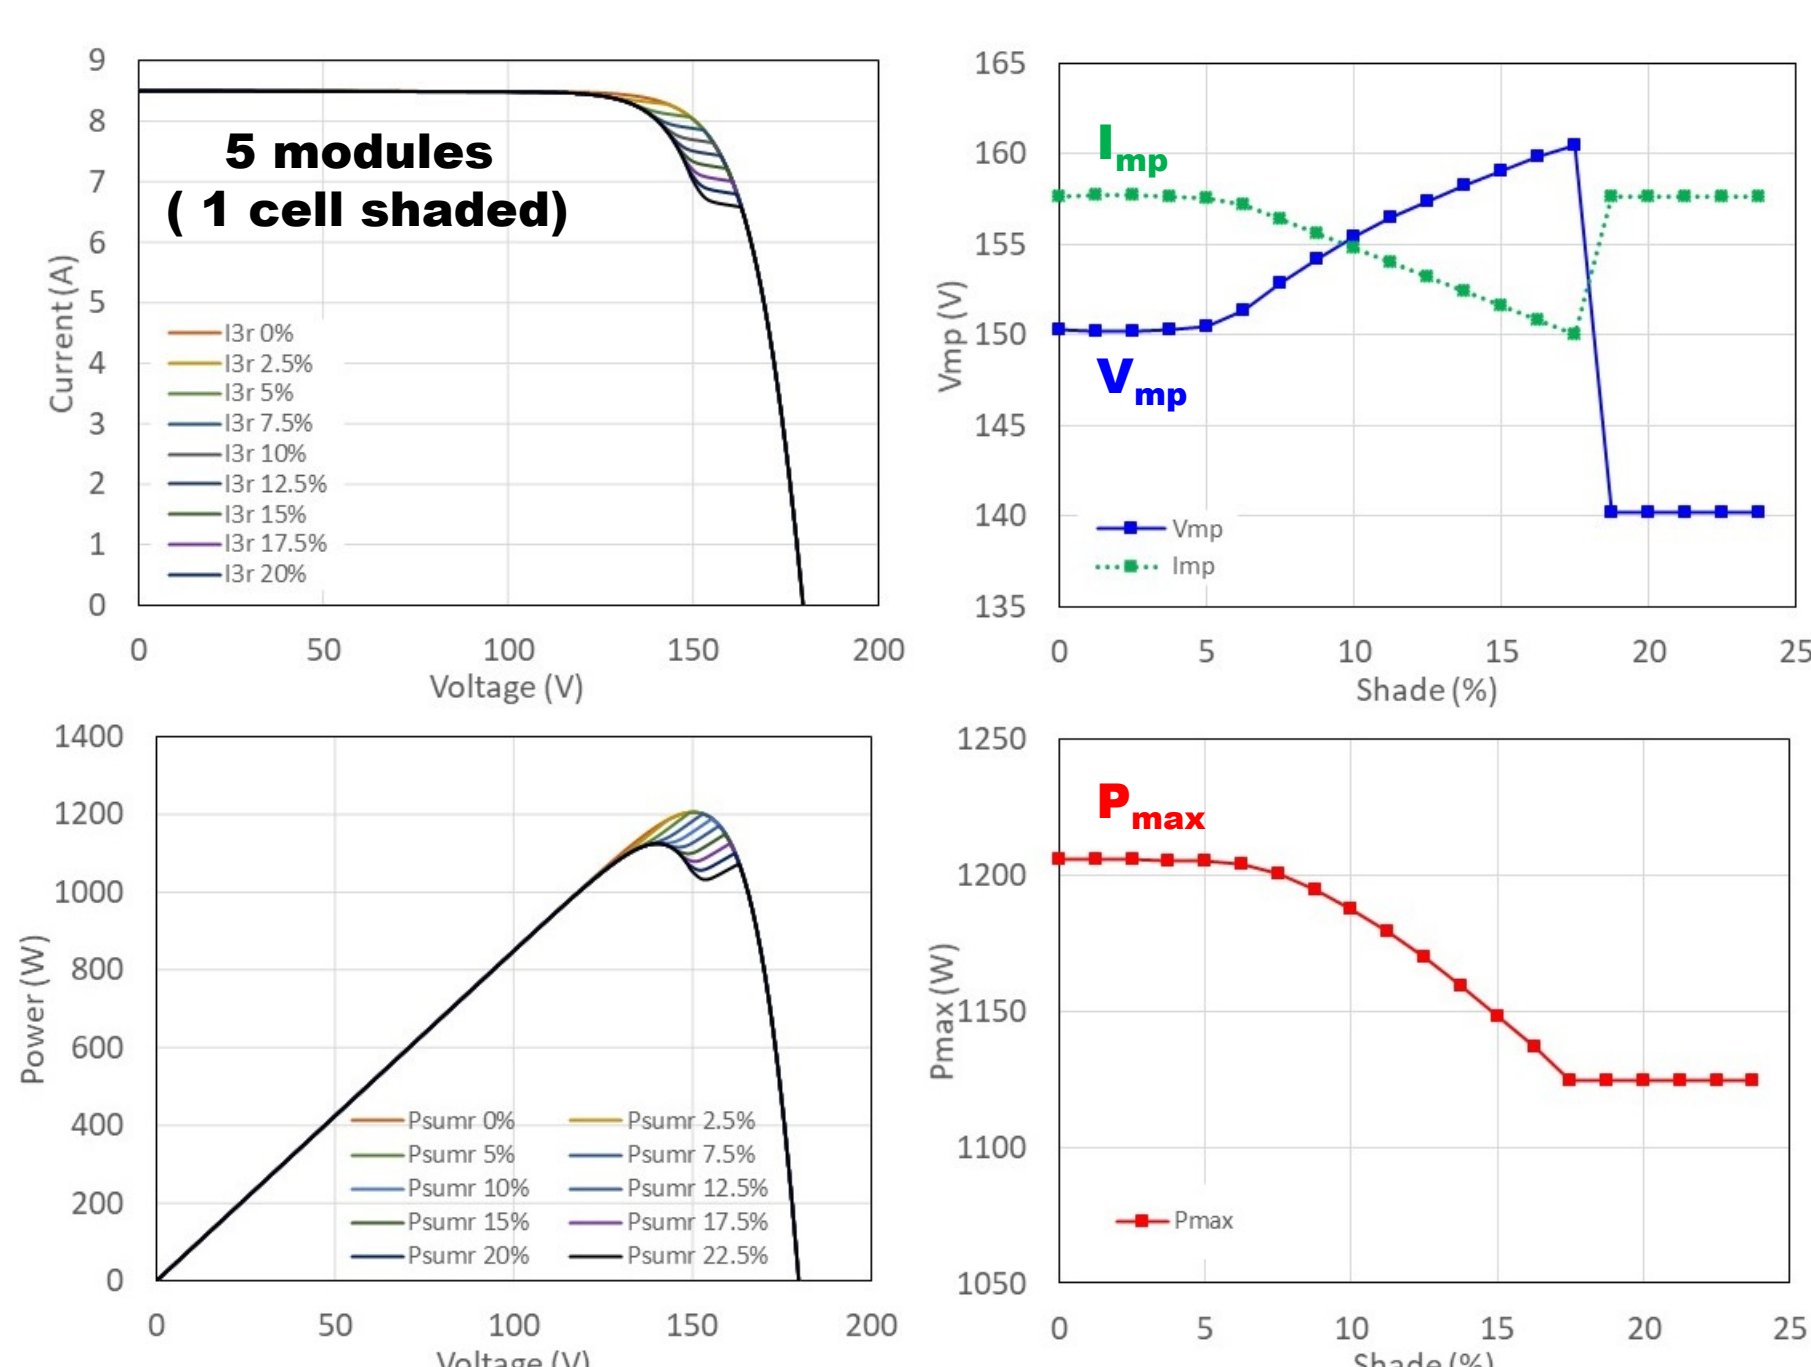 9
8
7
6
5
4
3
2
1
0
Current (A)
5 modules
( 1 cell shaded)
I3r 0%
I3r 2.5%
I3r 5%
I3r 7.5%
I3r 10%
I3r 12.5%
I3r 15%
I3r 17.5%
I3r 20%
0 50 100 150 200
Voltage (V)
165
160
155
150
145
140
135
Vmp (V)
Imp
Vmp
Vmp
Imp
0 5 10 15 20 25
Shade (%)
1400
1200
1000
800
600
400
200
0
Power (W)
Psumr 0% Psumr 2.5%
Psumr 5% Psumr 7.5%
Psumr 10% Psumr 12.5%
Psumr 15% Psumr 17.5%
Psumr 20% Psumr 22.5%
0 50 100 150 200
Voltage (V)
1250
1200
1150
1100
1050
Pmax (W)
Pmax
Pmax
0 5 10 15 20 25
Shade (%)